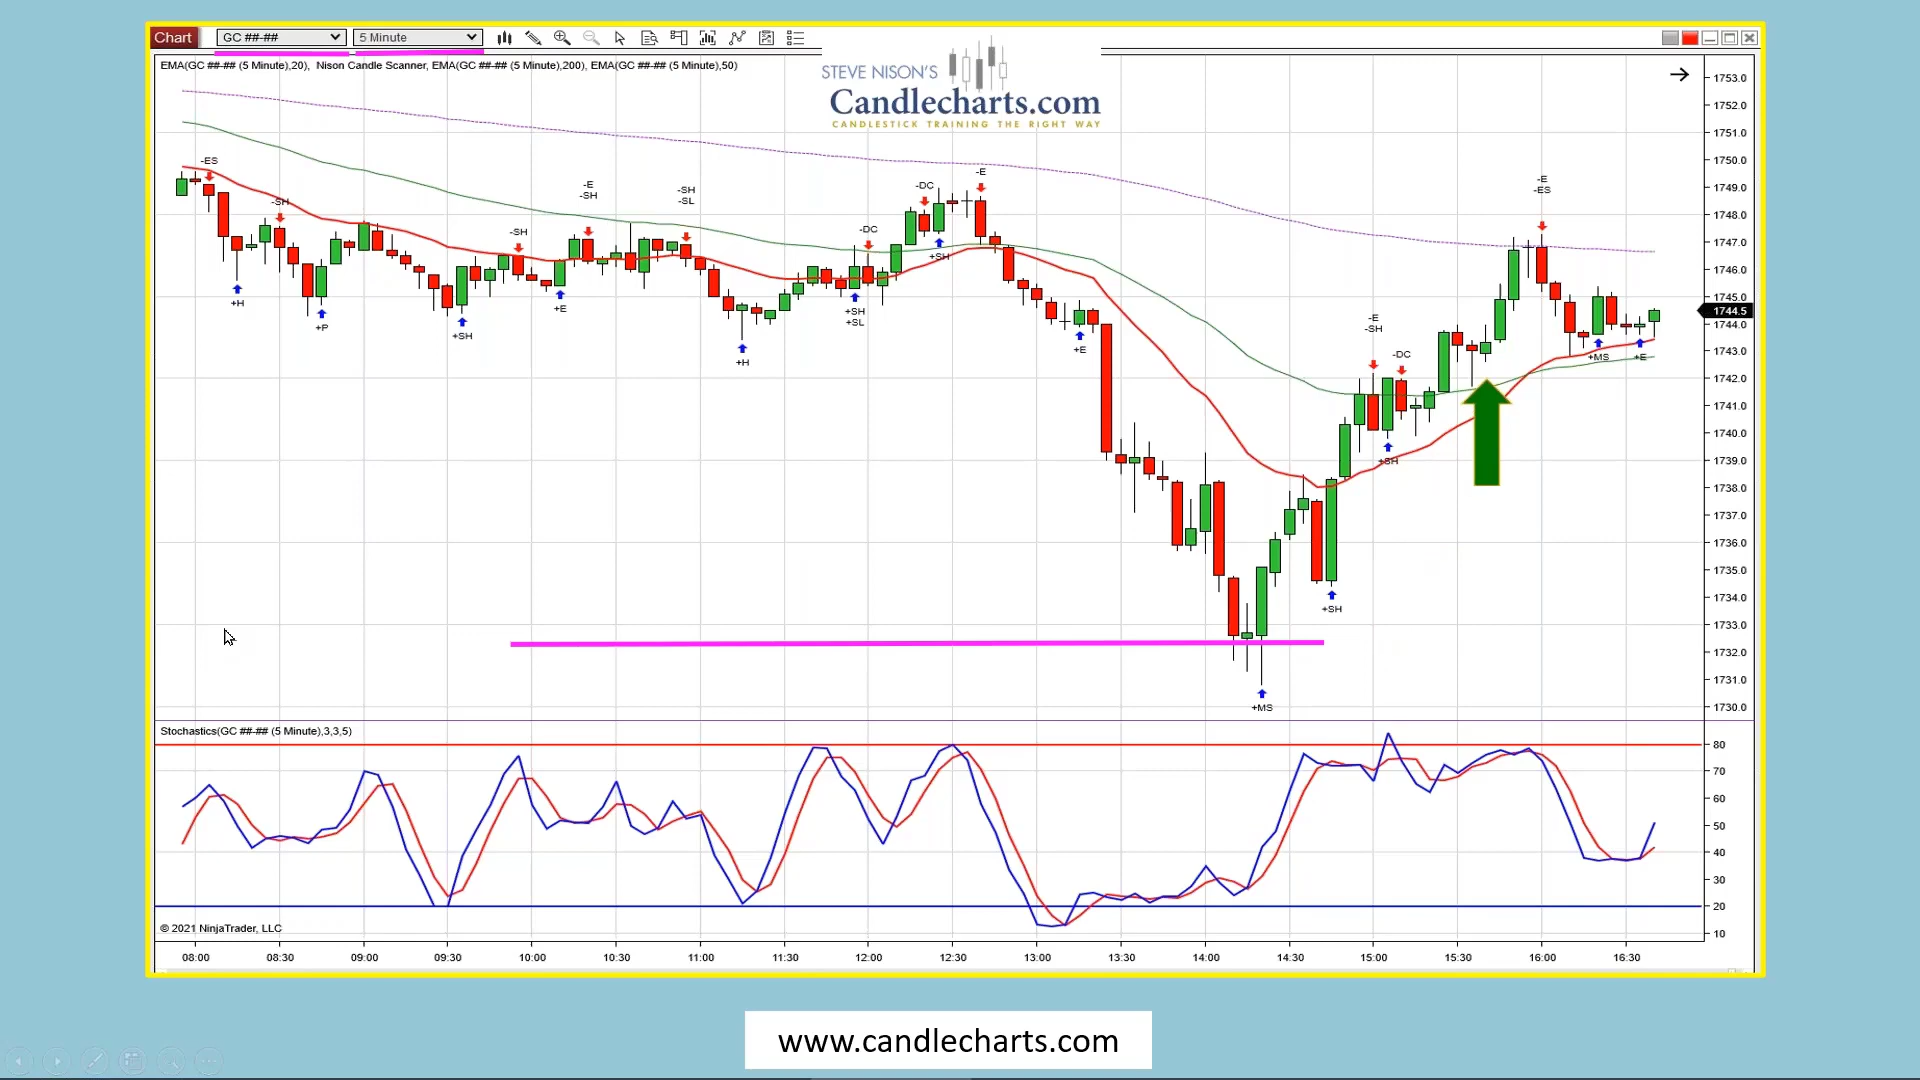 Chart GC ##-## 5 Minute
EMA(GC ##-## (5 Minute),20), Nison Candle Scanner, EMA(GC ##-## (5 Minute),200), EMA(GC ##-## (5 Minute),50)
STEVE NISON'S
Candlecharts.com
CANDLESTICK TRAINING THE RIGHT WAY
1753.0
1752.0
1751.0
1750.0
1749.0
1748.0
1747.0
1746.0
1745.0
1744.5
1744.0
1743.0
1742.0
1741.0
1740.0
1739.0
1738.0
1737.0
1736.0
1735.0
1734.0
1733.0
1732.0
1731.0
1730.0
-ES
-SH
+H
+P
+SH
-SH
+E
-E
-SH
-SH
-SL
+H
-DC
+SH
+SL
-DC
+SH
-E
+E
+MS
+SH
-E
-SH
-DC
+SH
-E
-ES
+MS
+E
Stochastics(GC ##-## (5 Minute),3,3,5)
80
70
60
50
40
30
20
10
© 2021 NinjaTrader, LLC
08:00 08:30 09:00 09:30 10:00 10:30 11:00 11:30 12:00 12:30 13:00 13:30 14:00 14:30 15:00 15:30 16:00 16:30
www.candlecharts.com